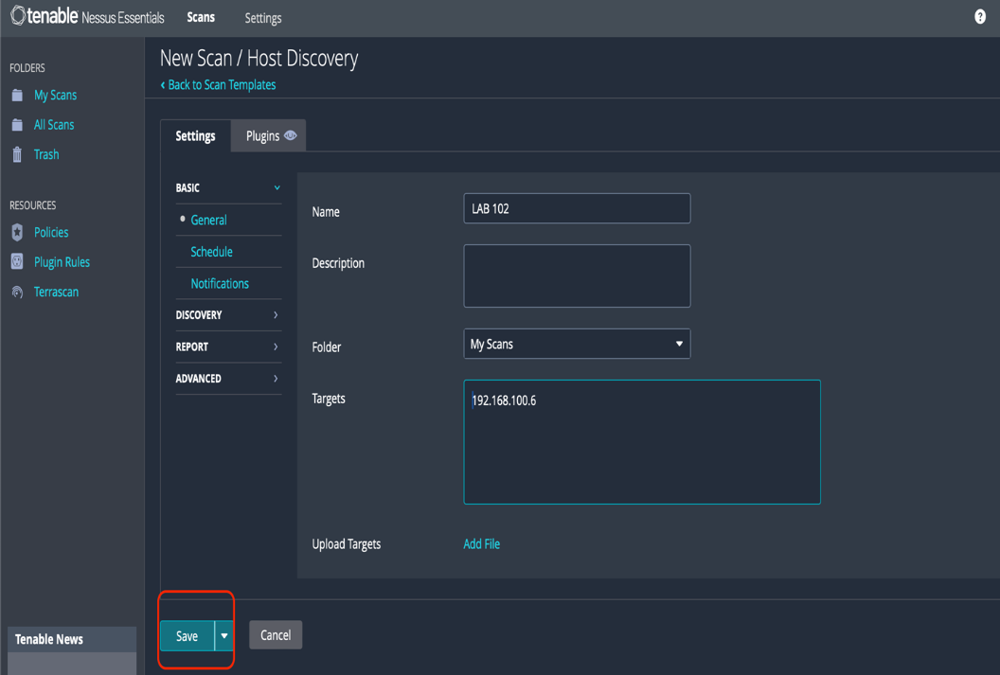 tenable Nessus Essentials Scans Settings ?
FOLDERS
My Scans
All Scans
Trash
RESOURCES
Policies
Plugin Rules
Terrascan
Tenable News
New Scan / Host Discovery
‹ Back to Scan Templates
Settings Plugins
BASIC
General
Schedule
Notifications
DISCOVERY
REPORT
ADVANCED
Name LAB 102
Description
Folder My Scans
Targets 192.168.100.6
Upload Targets Add File
Save Cancel